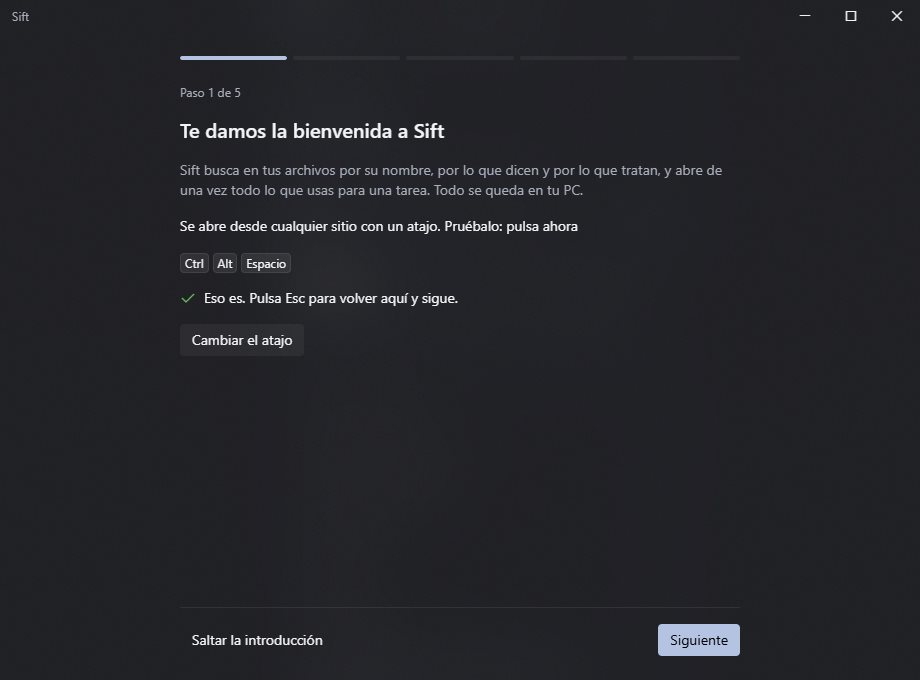 Sift
Paso 1 de 5
Te damos la bienvenida a Sift
Sift busca en tus archivos por su nombre, por lo que dicen y por lo que tratan, y abre de
una vez todo lo que usas para una tarea. Todo se queda en tu PC.
Se abre desde cualquier sitio con un atajo. Pruébalo: pulsa ahora
Ctrl Alt Espacio
Eso es. Pulsa Esc para volver aquí y sigue.
Cambiar el atajo
Saltar la introducción
Siguiente